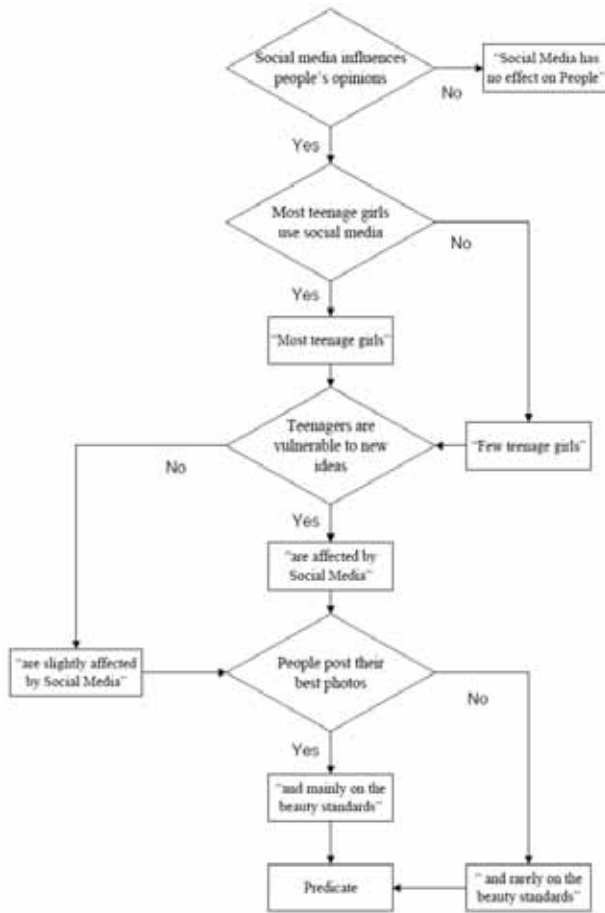 Social media influences
people's opinions
"Social Media has
no effect on People"
No
Yes
Most teenage girls
use social media
No
Yes
"Most teenage girls"
Teenagers are
vulnerable to new
ideas
"Few teenage girls"
No
Yes
"are affected by
Social Media"
"are slightly affected
by Social Media"
People post their
best photos
No
Yes
"and mainly on the
beauty standards"
Predicate
" and rarely on the
beauty standards"